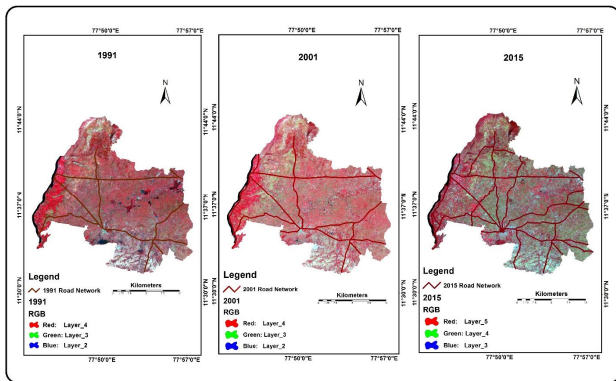 77°50'0"E 77°57'0"E
1991
N
11°44'0"N
11°37'0"N
11°30'0"N
Legend
1991 Road Network
Kilometers
1991
RGB
Red: Layer_4
Green: Layer_3
Blue: Layer_2
77°50'0"E 77°57'0"E
77°50'0"E 77°57'0"E
2001
N
11°44'0"N
11°37'0"N
11°30'0"N
Legend
2001 Road Network
Kilometers
2001
RGB
Red: Layer_4
Green: Layer_3
Blue: Layer_2
77°50'0"E 77°57'0"E
77°50'0"E 77°57'0"E
2015
N
11°44'0"N
11°37'0"N
11°30'0"N
Legend
2015 Road Network
Kilometers
2015
RGB
Red: Layer_5
Green: Layer_4
Blue: Layer_3
77°50'0"E 77°57'0"E